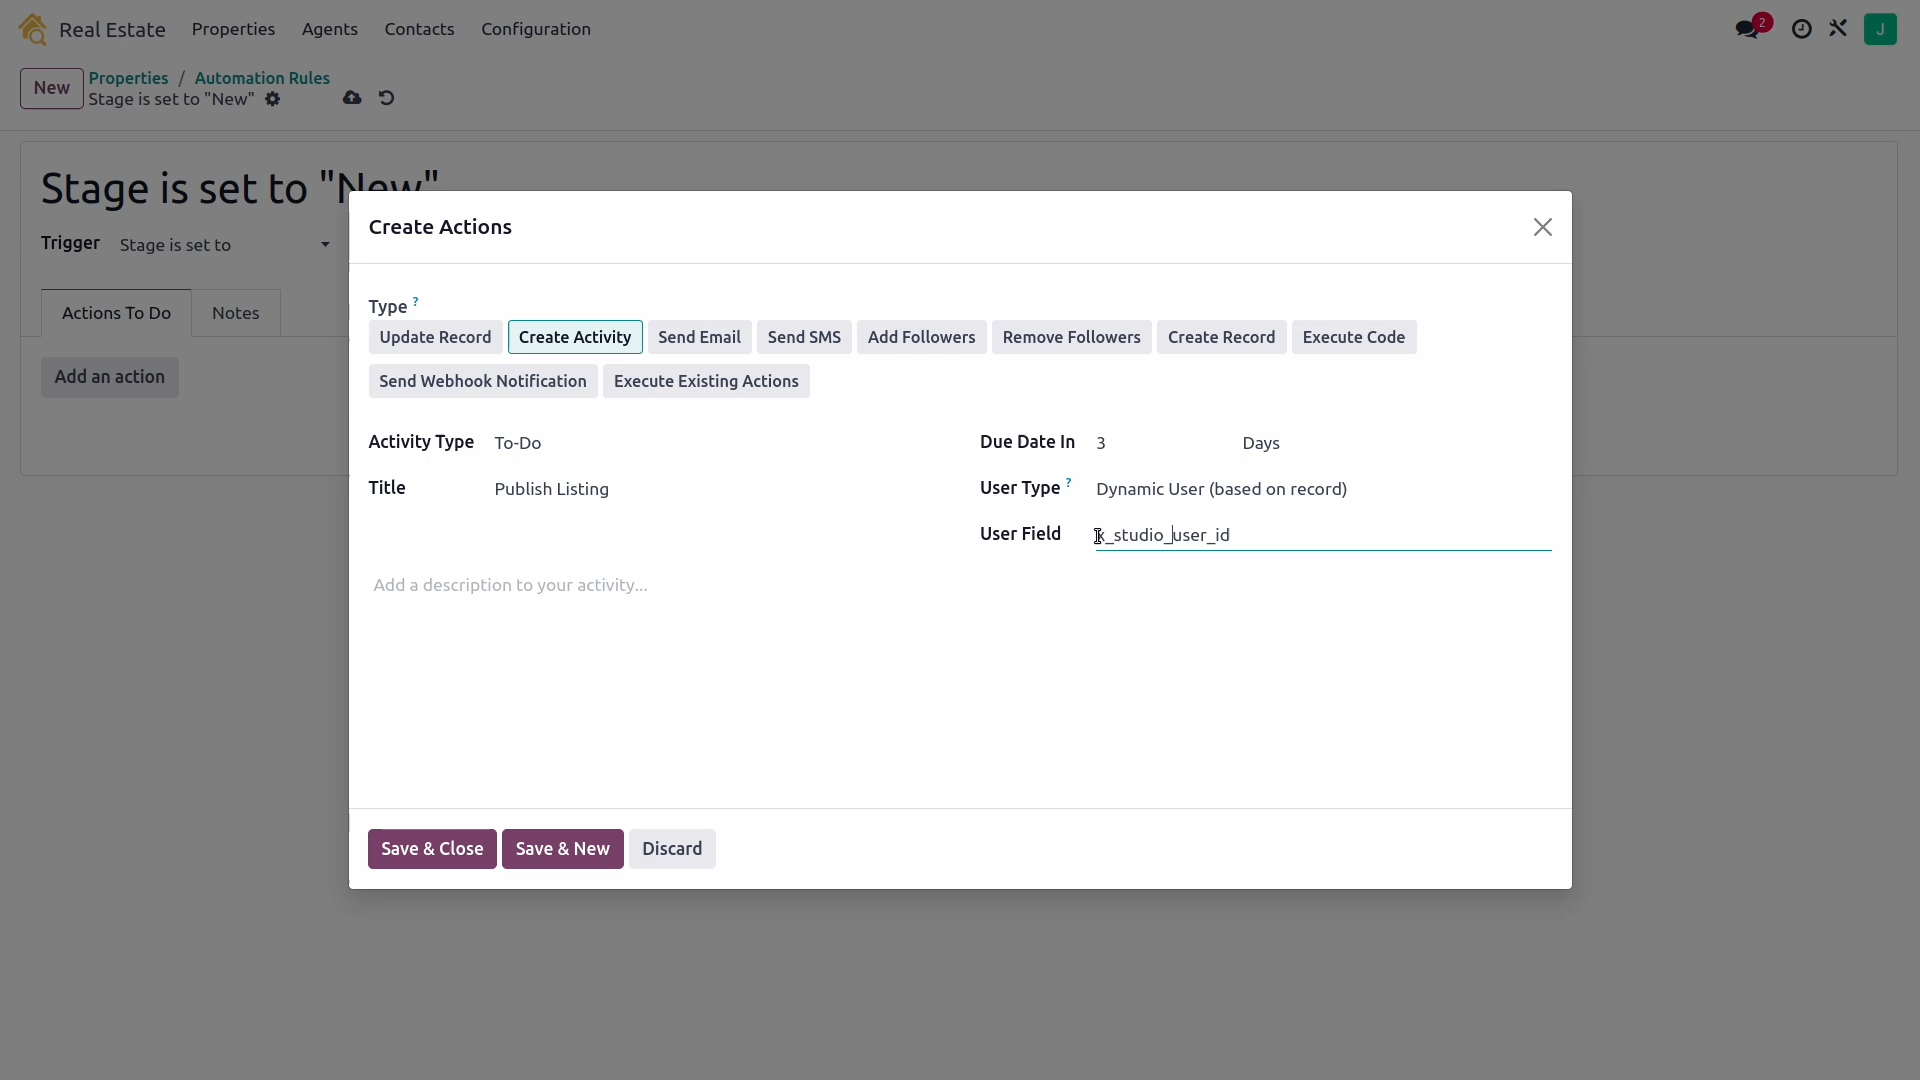 Real Estate Properties Agents Contacts Configuration 2 J
New Properties / Automation Rules
Stage is set to "New"
Stage is set to "New"
Trigger Stage is set to
Actions To Do Notes
Add an action
Create Actions
Type ?
Update Record Create Activity Send Email Send SMS Add Followers Remove Followers Create Record Execute Code
Send Webhook Notification Execute Existing Actions
Activity Type To-Do Due Date In 3 Days
Title Publish Listing User Type ? Dynamic User (based on record)
User Field x_studio_user_id
Add a description to your activity...
Save & Close Save & New Discard